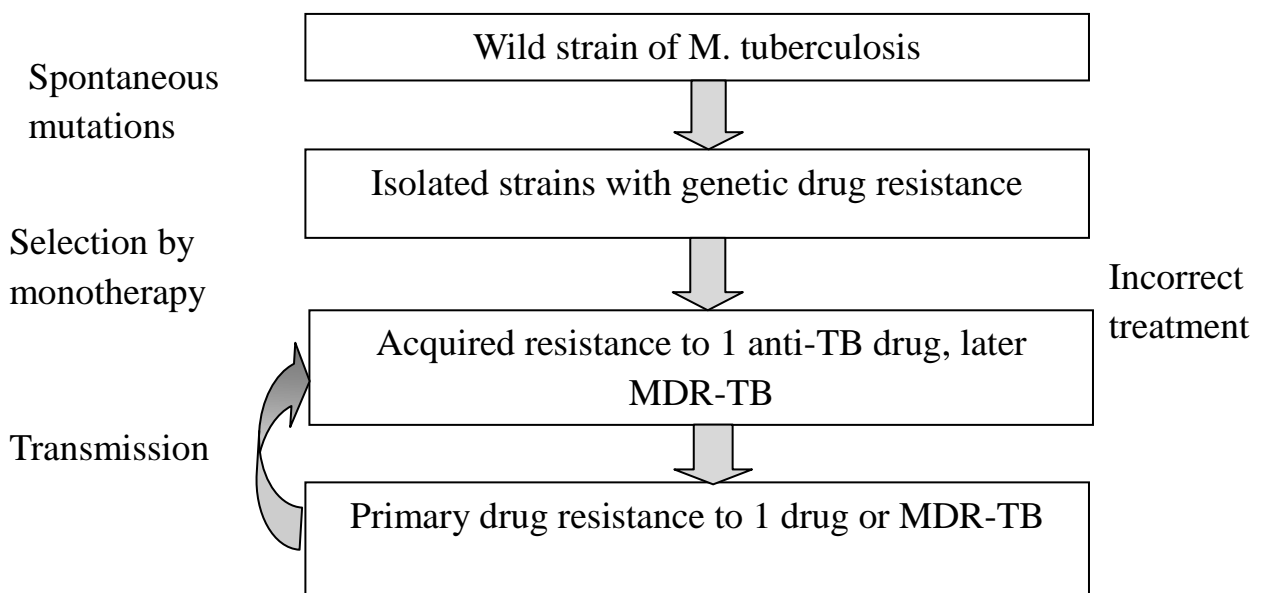 Wild strain of M. tuberculosis
Spontaneous
mutations
Isolated strains with genetic drug resistance
Selection by
monotherapy
Incorrect
treatment
Acquired resistance to 1 anti-TB drug, later
MDR-TB
Transmission
Primary drug resistance to 1 drug or MDR-TB